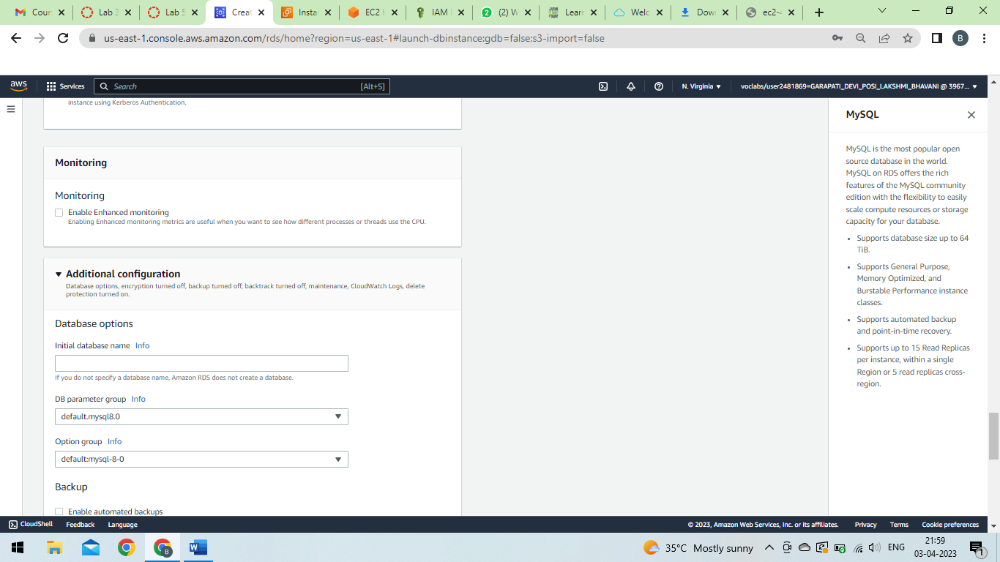 Cour
Lab 3
Lab 5
Creat
Insta
EC2 I
IAM
(2) W
Learn
Welc
Dow
ec2-4
us-east-1.console.aws.amazon.com/rds/home?region=us-east-1#launch-dbinstance:gdb=false;s3-import=false
B
aws
Services
Search
[Alt+S]
N. Virginia
voclabs/user2481869=GARAPATI_DEVI_POSI_LAKSHMI_BHAVANI @ 3967...
instance using Kerberos Authentication.
Monitoring
Monitoring
Enable Enhanced monitoring
Enabling Enhanced monitoring metrics are useful when you want to see how different processes or threads use the CPU.
Additional configuration
Database options, encryption turned off, backup turned off, backtrack turned off, maintenance, CloudWatch Logs, delete
protection turned on.
Database options
Initial database name Info
If you do not specify a database name, Amazon RDS does not create a database.
DB parameter group Info
default.mysql8.0
Option group Info
default:mysql-8-0
Backup
Enable automated backups
MySQL
MySQL is the most popular open
source database in the world.
MySQL on RDS offers the rich
features of the MySQL community
edition with the flexibility to easily
scale compute resources or storage
capacity for your database.
• Supports database size up to 64
TiB.
• Supports General Purpose,
Memory Optimized, and
Burstable Performance instance
classes.
• Supports automated backup
and point-in-time recovery.
• Supports up to 15 Read Replicas
per instance, within a single
Region or 5 read replicas cross-
region.
CloudShell
Feedback
Language
© 2023, Amazon Web Services, Inc. or its affiliates.
Privacy
Terms
Cookie preferences
35°C Mostly sunny
ENG
21:59
03-04-2023
1